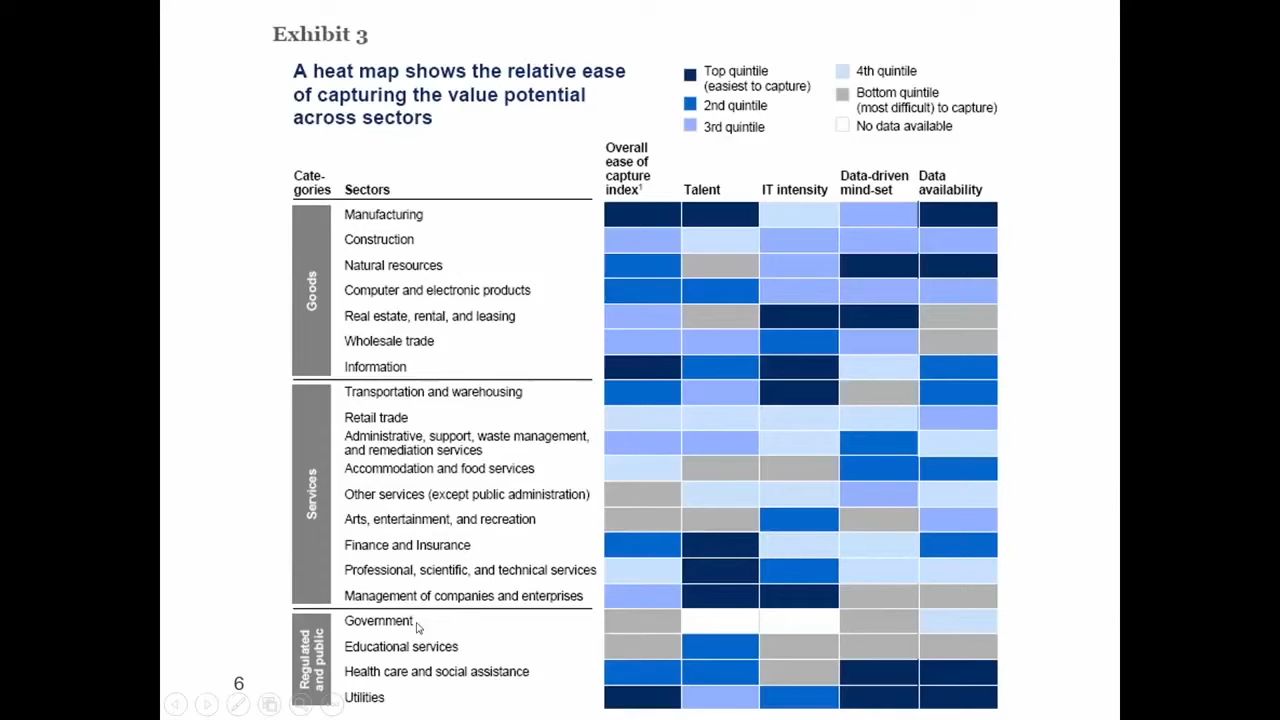 Exhibit 3
A heat map shows the relative ease
of capturing the value potential
across sectors
Top quintile
(easiest to capture)
2nd quintile
3rd quintile
4th quintile
Bottom quintile
(most difficult) to capture)
No data available
Cate-
gories
Sectors
Overall
ease of
capture
index1
Talent
IT intensity
Data-driven
mind-set
Data
availability
Goods
Manufacturing
Construction
Natural resources
Computer and electronic products
Real estate, rental, and leasing
Wholesale trade
Information
Services
Transportation and warehousing
Retail trade
Administrative, support, waste management,
and remediation services
Accommodation and food services
Other services (except public administration)
Arts, entertainment, and recreation
Finance and Insurance
Professional, scientific, and technical services
Management of companies and enterprises
Regulated
and public
Government
Educational services
Health care and social assistance
Utilities
6